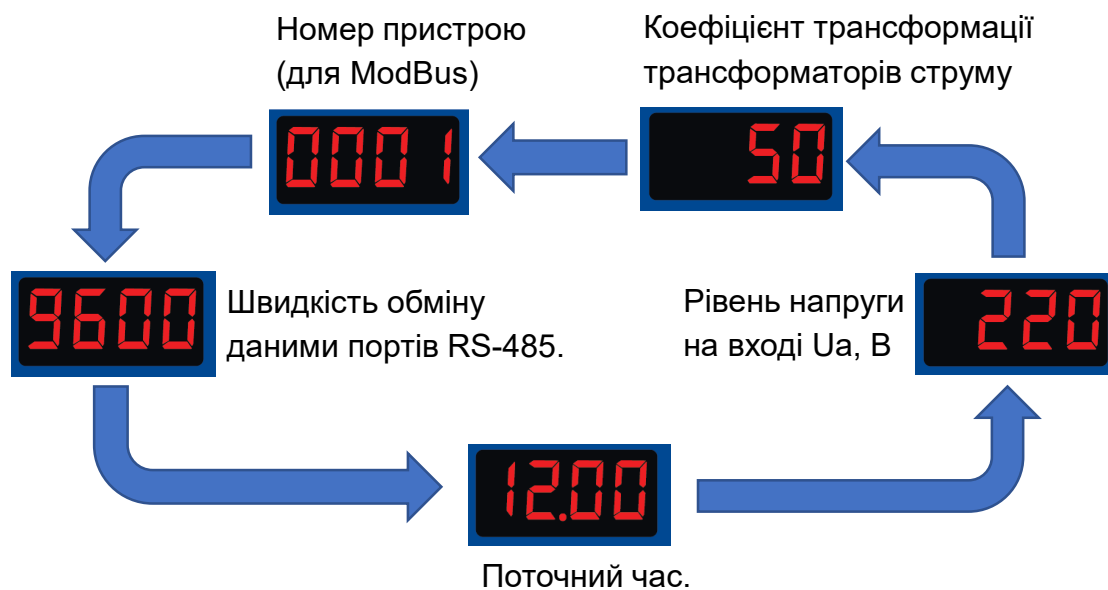 Номер пристрою
(для ModBus)
Коефіцієнт трансформації
трансформаторів струму
0001
50
9600
Швидкість обміну
даними портів RS-485.
Рівень напруги
на вході Ua, В
220
12.00
Поточний час.